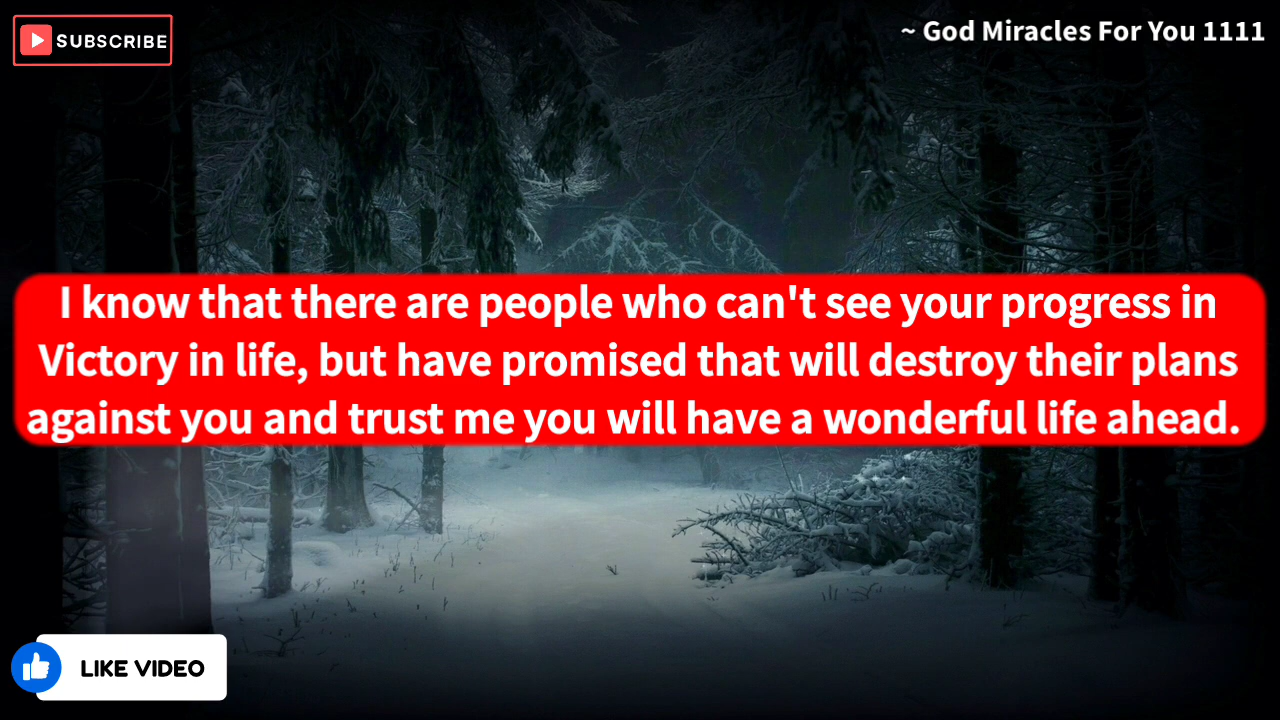 SUBSCRIBE
~ God Miracles For You 1111
I know that there are people who can't see your progress in
Victory in life, but have promised that will destroy their plans
against you and trust me you will have a wonderful life ahead.
LIKE VIDEO